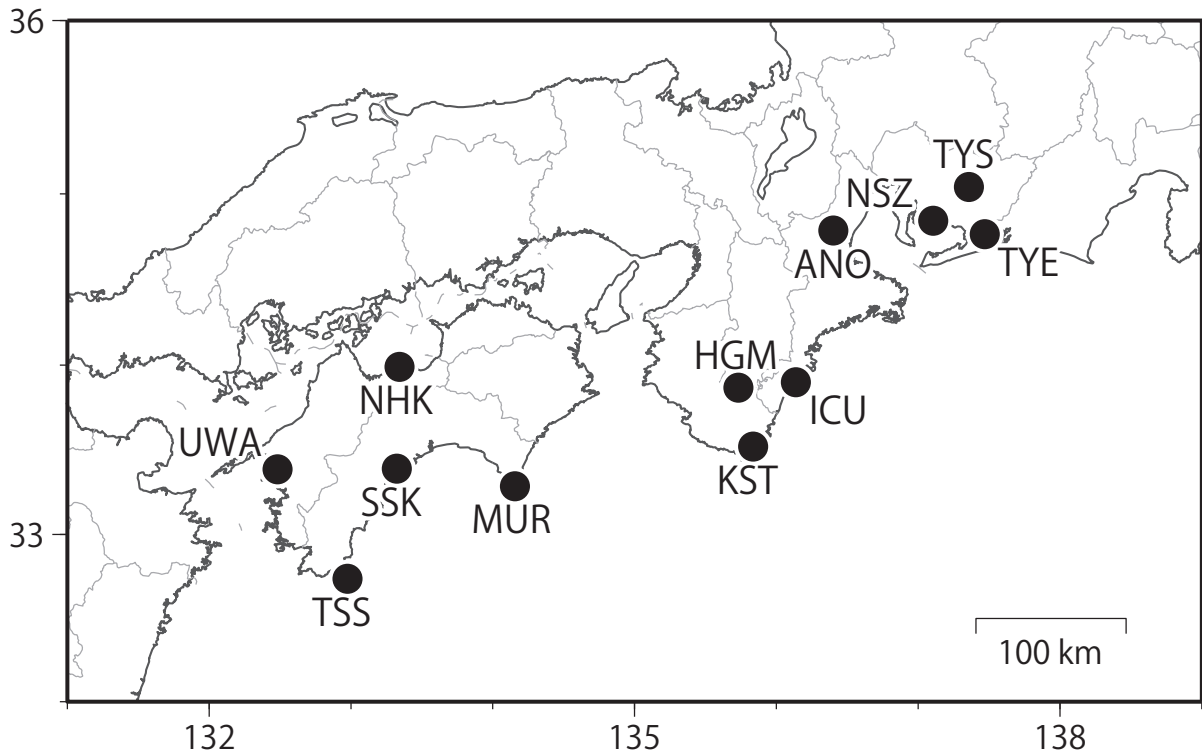 36
TYS
NSZ
ANO
TYE
HGM
NHK
ICU
UWA
KST
SSK
MUR
33
TSS
100 km
132
135
138